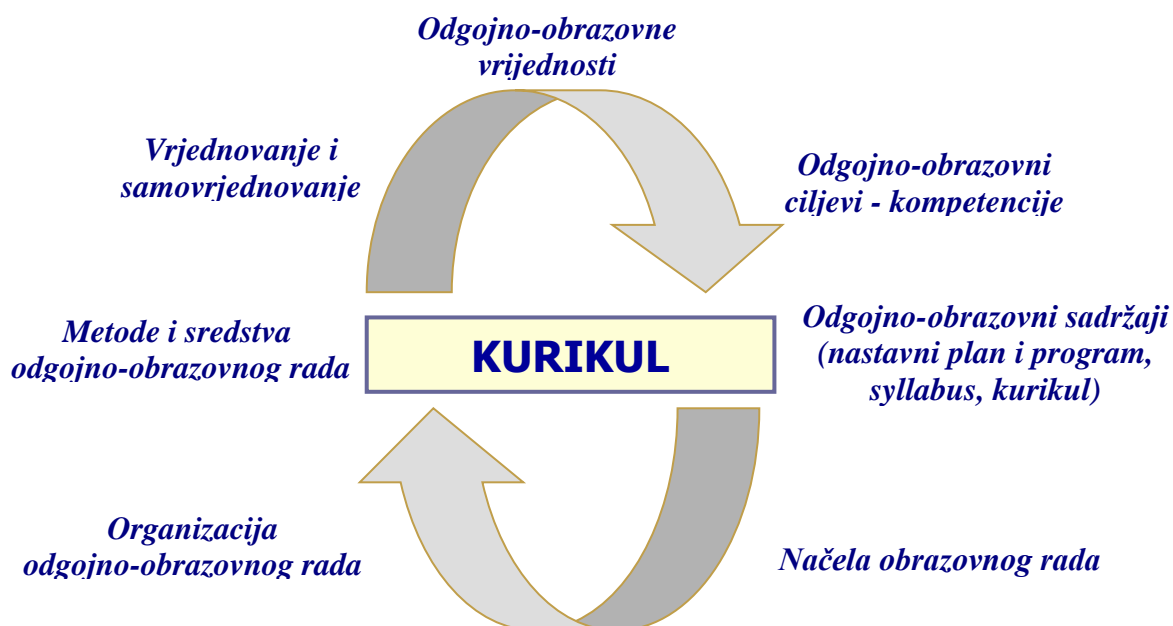 Odgojno-obrazovne
vrijednosti
Vrjednovanje i
samovrjednovanje
Odgojno-obrazovni
ciljevi - kompetencije
Metode i sredstva
odgojno-obrazovnog rada
KURIKUL
Odgojno-obrazovni sadržaji
(nastavni plan i program,
syllabus, kurikul)
Organizacija
odgojno-obrazovnog rada
Načela obrazovnog rada